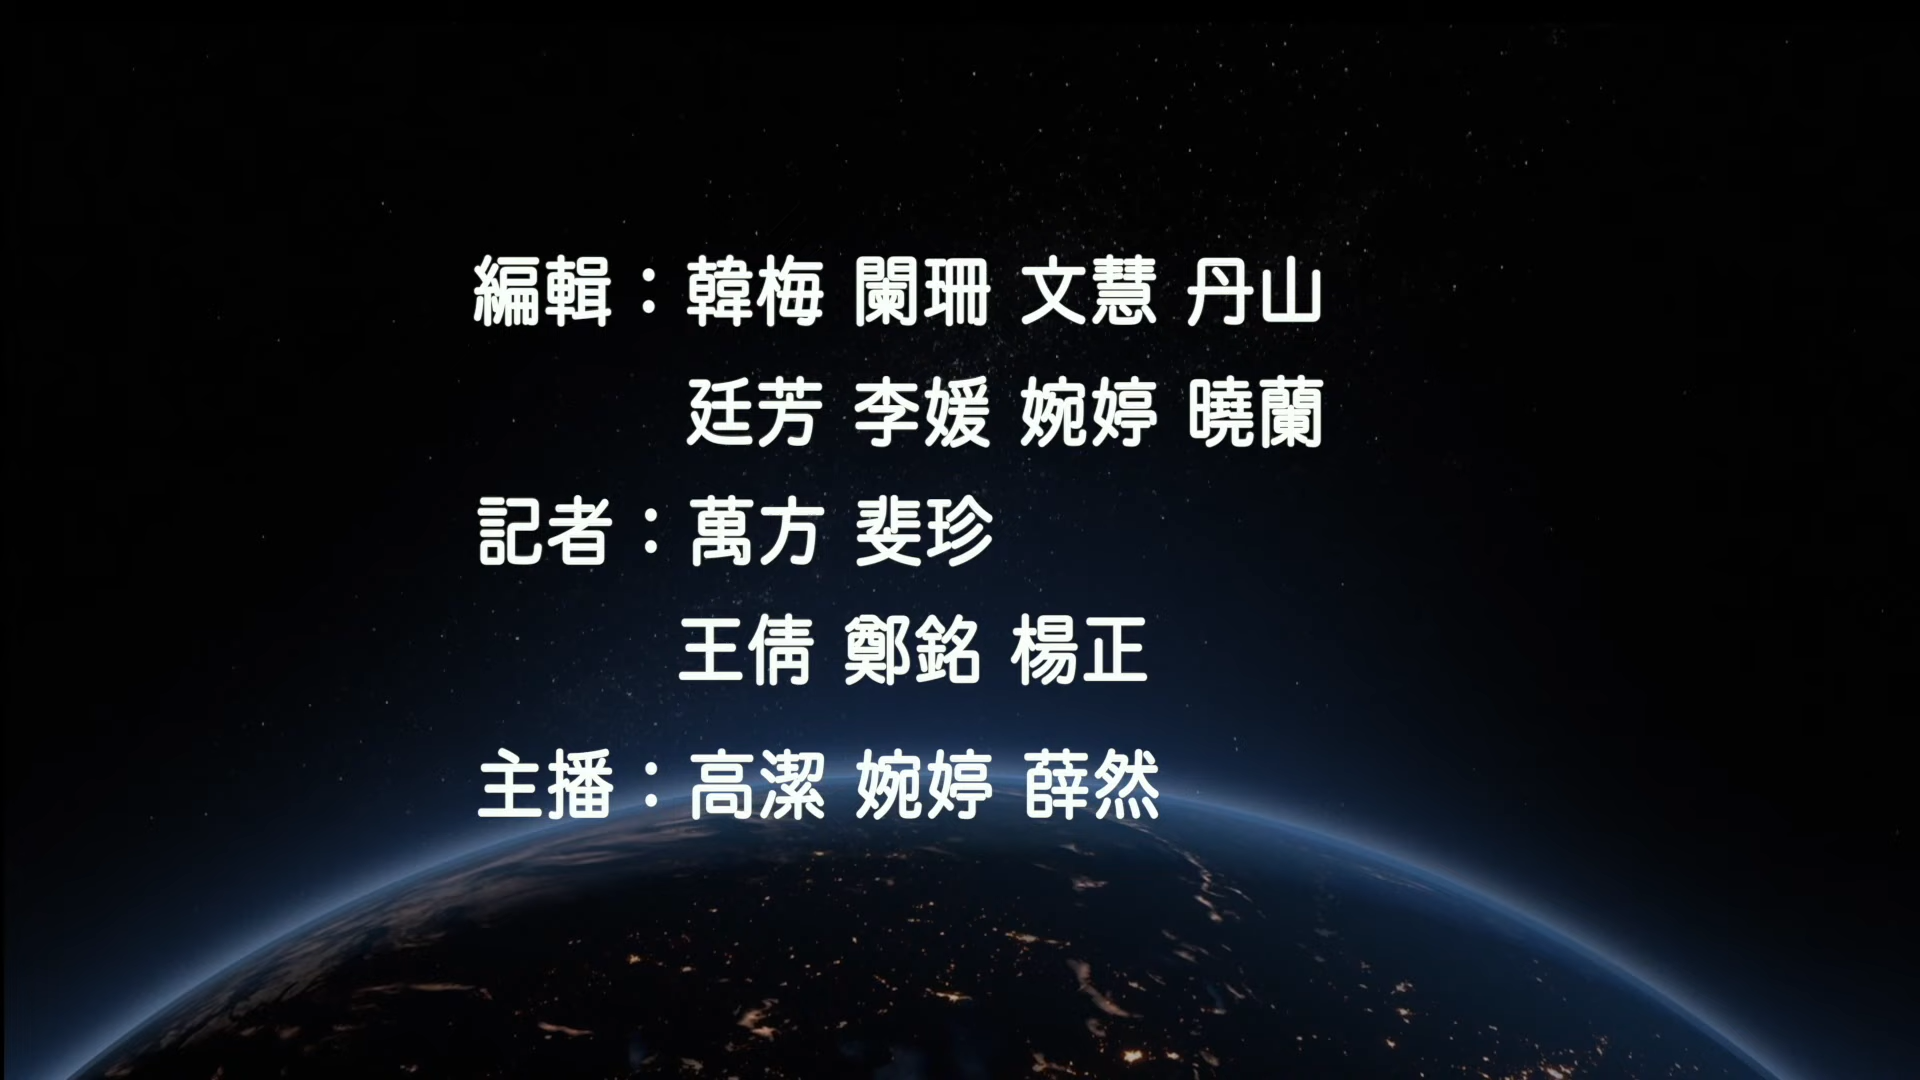 編輯：韓梅 闌珊 文慧 丹山
廷芳 李媛 婉婷 曉蘭
記者：萬方 斐珍
王倩 鄭銘 楊正
主播：高潔 婉婷 薛然